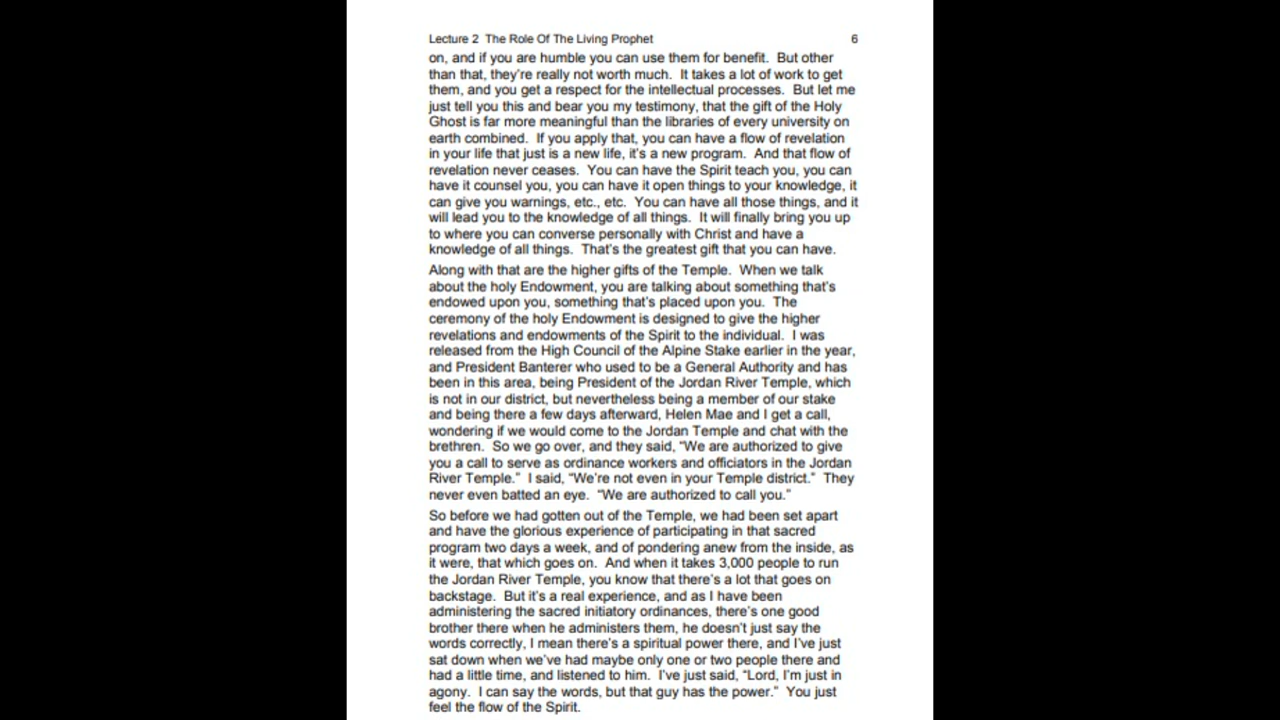 Lecture 2 The Role Of The Living Prophet 6
on, and if you are humble you can use them for benefit. But other
than that, they're really not worth much. It takes a lot of work to get
them, and you get a respect for the intellectual processes. But let me
just tell you this and bear you my testimony, that the gift of the Holy
Ghost is far more meaningful than the libraries of every university on
earth combined. If you apply that, you can have a flow of revelation
in your life that just is a new life, it's a new program. And that flow of
revelation never ceases. You can have the Spirit teach you, you can
have it counsel you, you can have it open things to your knowledge, it
can give you warnings, etc., etc. You can have all those things, and it
will lead you to the knowledge of all things. It will finally bring you up
to where you can converse personally with Christ and have a
knowledge of all things. That's the greatest gift that you can have.
Along with that are the higher gifts of the Temple. When we talk
about the holy Endowment, you are talking about something that's
endowed upon you, something that's placed upon you. The
ceremony of the holy Endowment is designed to give the higher
revelations and endowments of the Spirit to the individual. I was
released from the High Council of the Alpine Stake earlier in the year,
and President Banterer who used to be a General Authority and has
been in this area, being President of the Jordan River Temple, which
is not in our district, but nevertheless being a member of our stake
and being there a few days afterward, Helen Mae and I get a call,
wondering if we would come to the Jordan Temple and chat with the
brethren. So we go over, and they said, “We are authorized to give
you a call to serve as ordinance workers and officiators in the Jordan
River Temple.” I said, “We're not even in your Temple district.” They
never even batted an eye. “We are authorized to call you.”
So before we had gotten out of the Temple, we had been set apart
and have the glorious experience of participating in that sacred
program two days a week, and of pondering anew from the inside, as
it were, that which goes on. And when it takes 3,000 people to run
the Jordan River Temple, you know that there's a lot that goes on
backstage. But it's a real experience, and as I have been
administering the sacred initiatory ordinances, there's one good
brother there when he administers them, he doesn't just say the
words correctly, I mean there's a spiritual power there, and I've just
sat down when we've had maybe only one or two people there and
had a little time, and listened to him. I've just said, “Lord, I'm just in
agony. I can say the words, but that guy has the power.” You just
feel the flow of the Spirit.